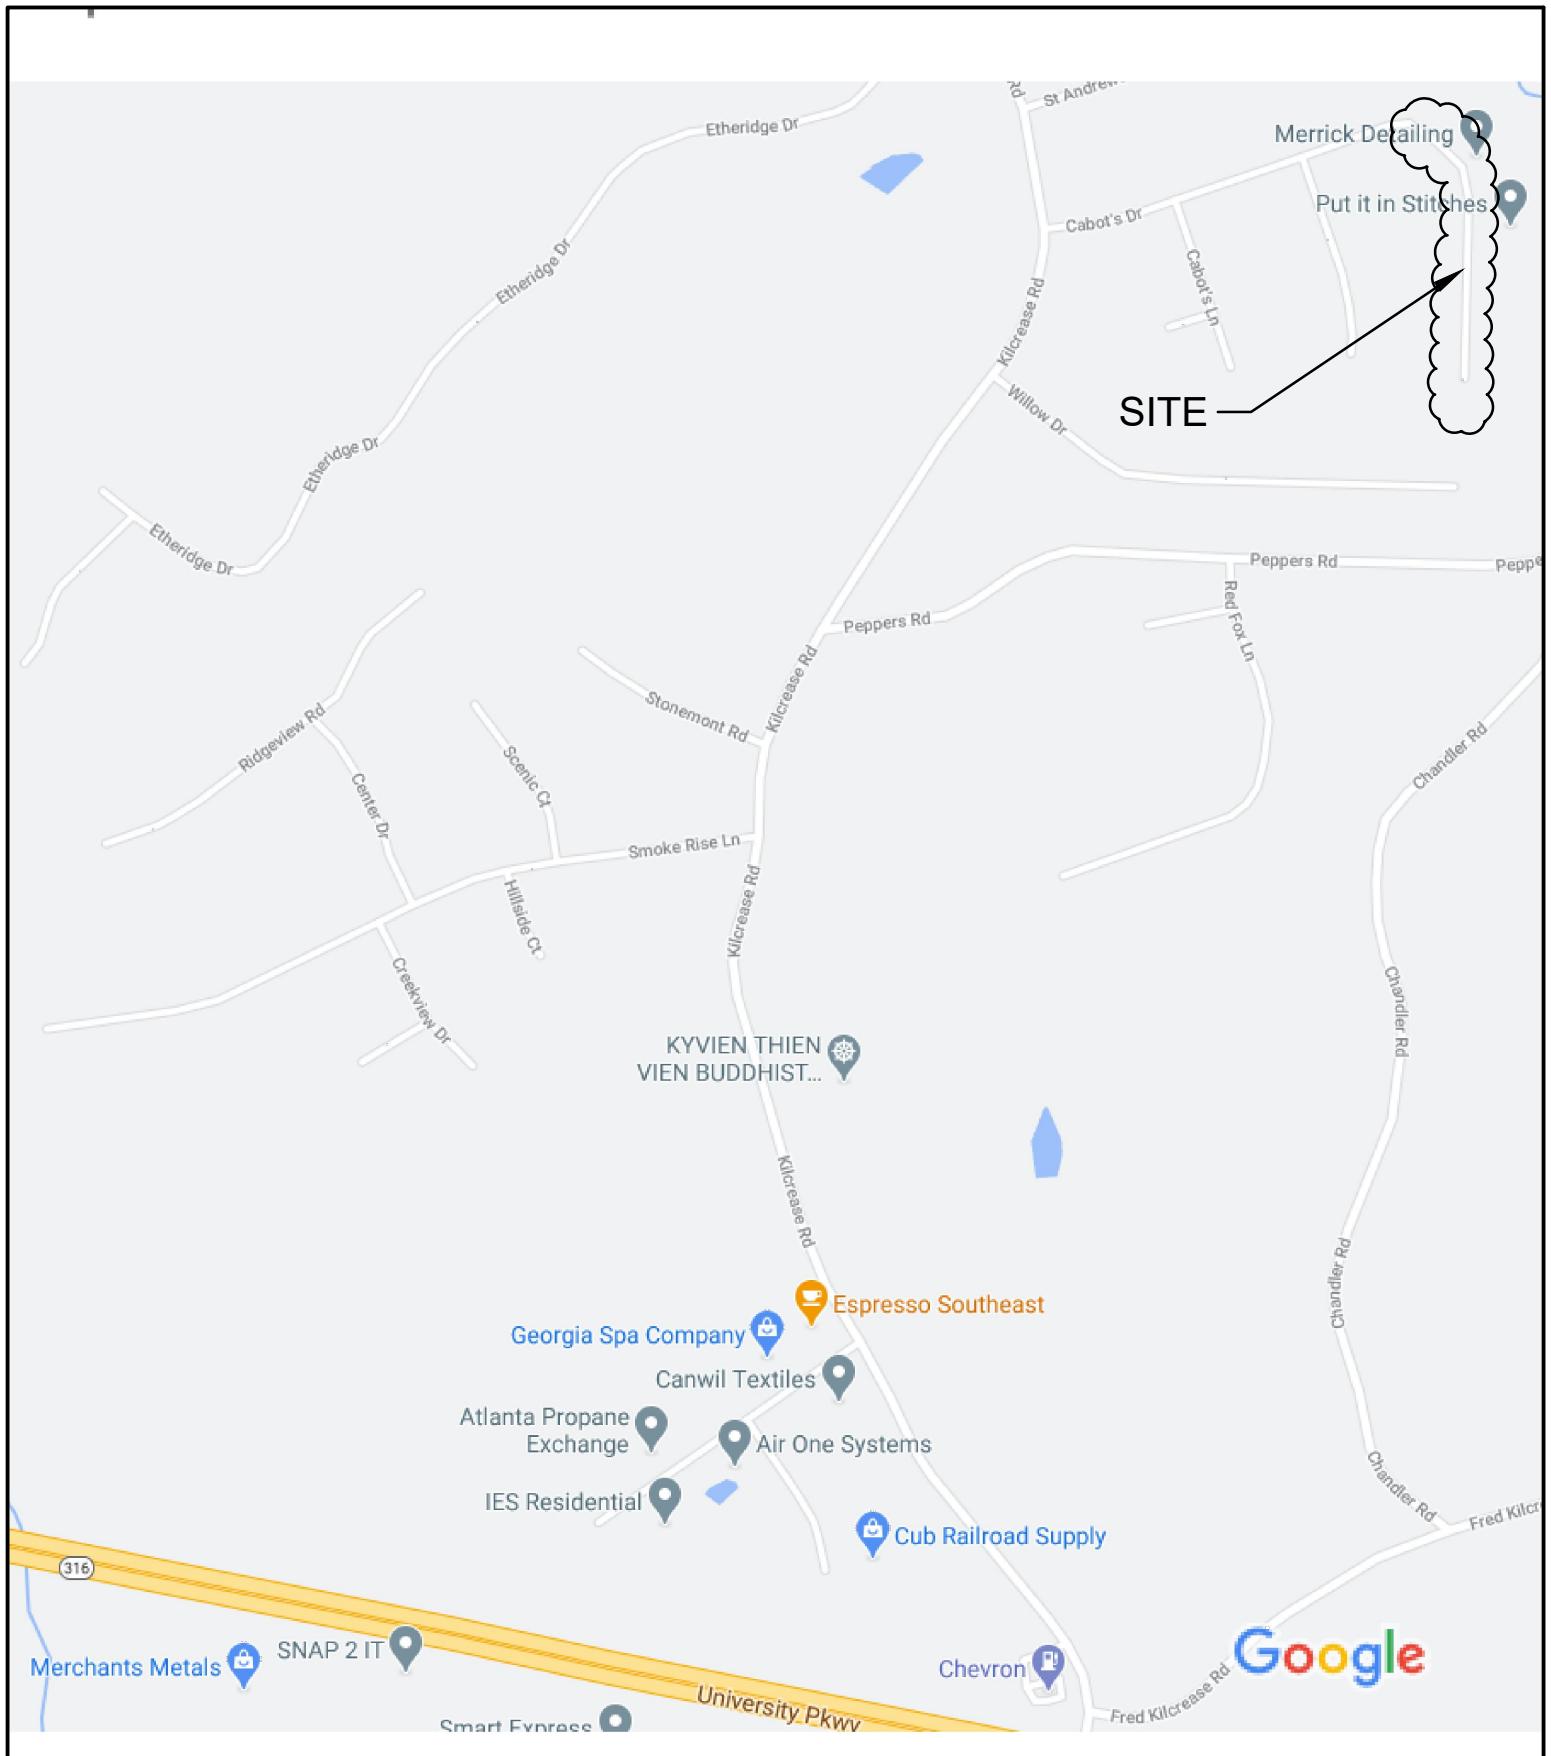 Rd
St Andrew
Etheridge Dr
Merrick Detailing
Put it in Stitches
Cabot's Dr
Etheridge Dr
Cabot's Ln
Kilcrease Rd
SITE
Willow Dr
Etheridge Dr
Etheridge Dr
Peppers Rd
Peppe
Red Fox Ln
Peppers Rd
Kilcrease Rd
Stonemont Rd
Ridgeview Rd
Scenic Ct
Chandler Rd
Center Dr
Smoke Rise Ln
Kilcrease Rd
Hillside Ct
Creekview Dr
Chandler Rd
KYVIEN THIEN
VIEN BUDDHIST...
Kilcrease Rd
Chandler Rd
Espresso Southeast
Georgia Spa Company
Canwil Textiles
Atlanta Propane
Exchange
Air One Systems
IES Residential
Chandler Rd
Fred Kilcr
Cub Railroad Supply
316
SNAP 2 IT
Merchants Metals
Google
Chevron
University Pkwy
Fred Kilcrease Rd
Smart Express